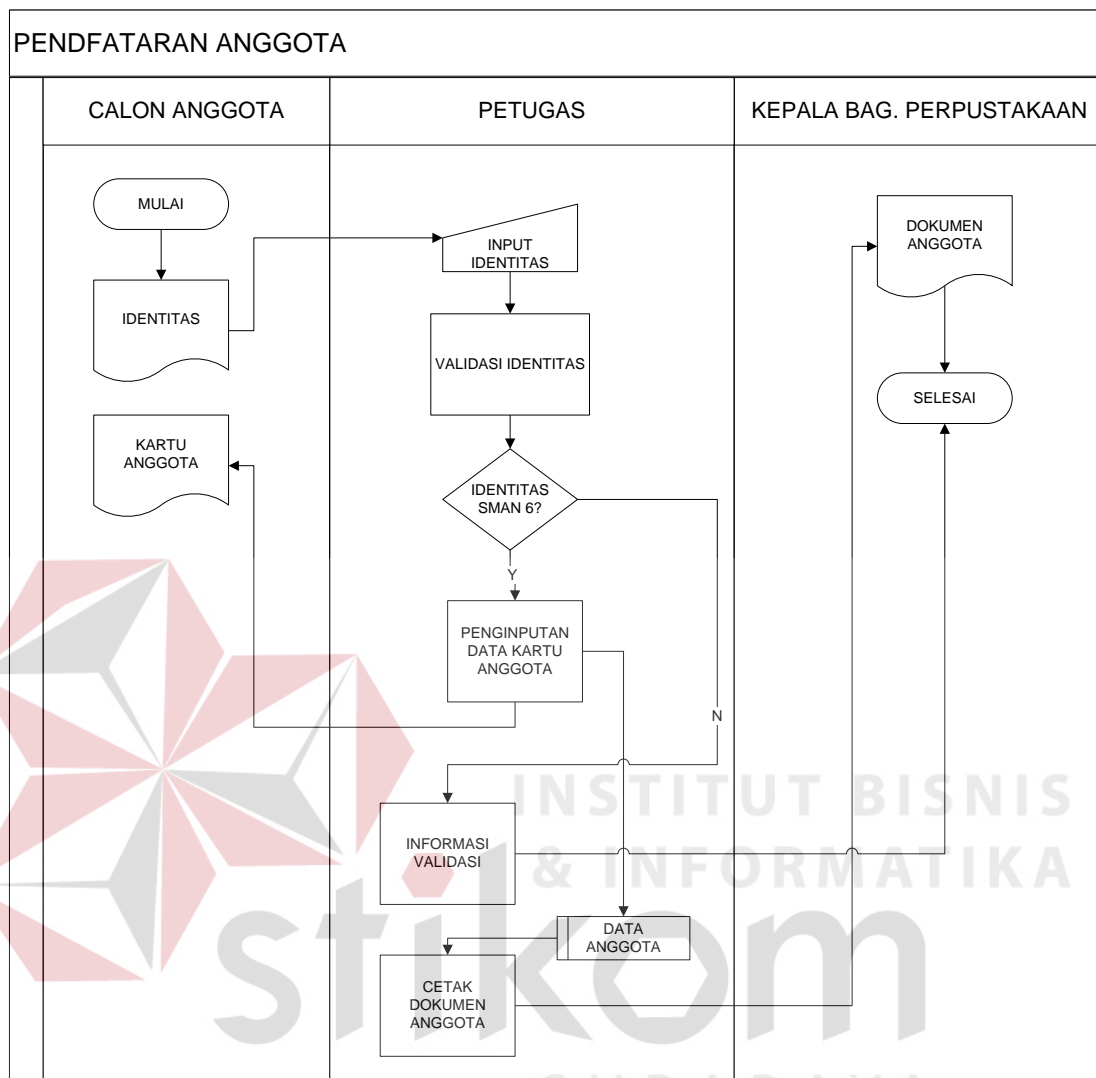 PENDFATARAN ANGGOTA
CALON ANGGOTA
PETUGAS
KEPALA BAG. PERPUSTAKAAN
MULAI
IDENTITAS
KARTU
ANGGOTA
INPUT
IDENTITAS
VALIDASI IDENTITAS
IDENTITAS
SMAN 6?
Y
PENGINPUTAN
DATA KARTU
ANGGOTA
N
INFORMASI
VALIDASI
DATA
ANGGOTA
CETAK
DOKUMEN
ANGGOTA
DOKUMEN
ANGGOTA
SELESAI
INSTITUT BISNIS
& INFORMATIKA
stikom
SURABAYA